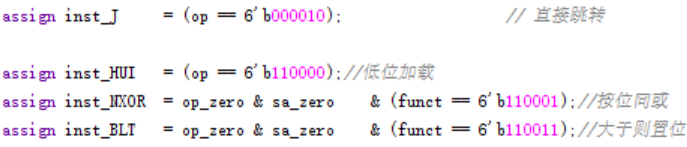 assign inst_J = (op == 6'b000010); // 直接跳转
assign inst_HUI = (op == 6'b110000);//低位加载
assign inst_NXOR = op_zero & sa_zero & (funct == 6'b110001);//按位同或
assign inst_BLT = op_zero & sa_zero & (funct == 6'b110011);//大于则置位